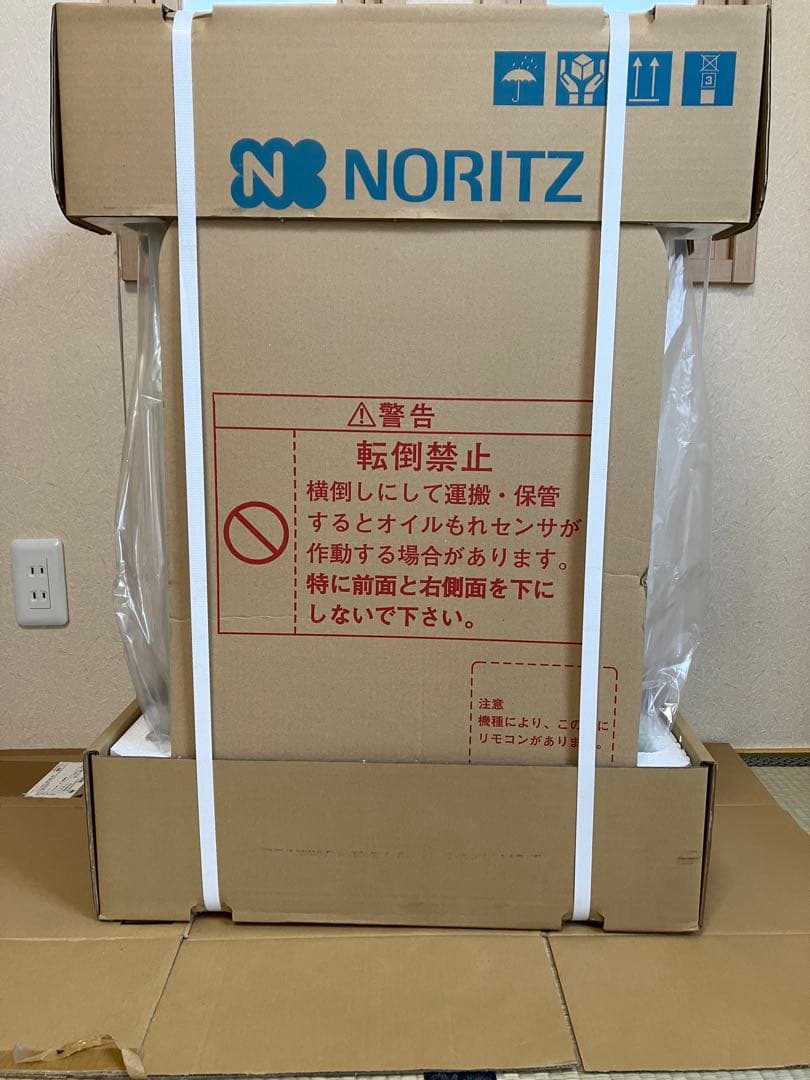 3
N NORITZ
警告
転倒禁止
横倒しにして運搬・保管
するとオイルもれセンサが
作動する場合があります。
特に前面と右側面を下に
しないで下さい。
注意
機種により、この に
リモコンがありま 。